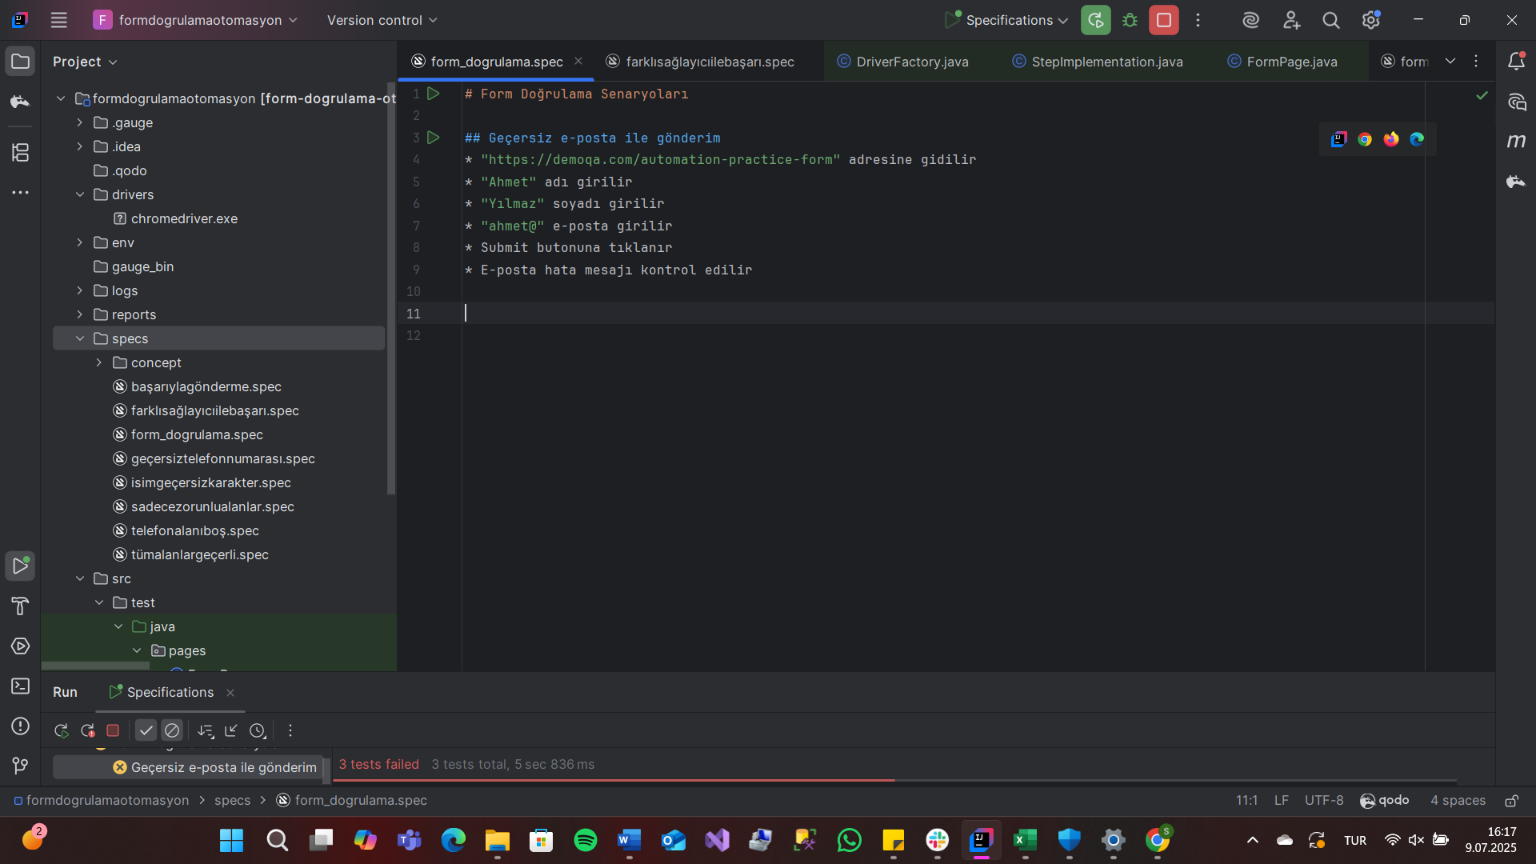 F formdogrulamaotomasyon
Version control
Specifications
Project
form_dogrulama.spec
farklısağlayıcıilebaşarı.spec
DriverFactory.java
StepImplementation.java
FormPage.java
form
formdogrulamaotomasyon [form-dogrulama-ot
.gauge
.idea
.qodo
drivers
chromedriver.exe
env
gauge_bin
logs
reports
specs
concept
başarıylagönderme.spec
farklısağlayıcıilebaşarı.spec
form_dogrulama.spec
geçersiztelefonnumarası.spec
isimgeçersizkarakter.spec
sadecezorunlualanlar.spec
telefonalanıboş.spec
tümalanlargeçerli.spec
src
test
java
pages
1 # Form Doğrulama Senaryoları
2
3 ## Geçersiz e-posta ile gönderim
4 * "https://demoqa.com/automation-practice-form" adresine gidilir
5 * "Ahmet" adı girilir
6 * "Yılmaz" soyadı girilir
7 * "ahmet@" e-posta girilir
8 * Submit butonuna tıklanır
9 * E-posta hata mesajı kontrol edilir
10
11
12
m
Run
Specifications
Geçersiz e-posta ile gönderim
3 tests failed 3 tests total, 5 sec 836 ms
formdogrulamaotomasyon > specs > form_dogrulama.spec
11:1 LF UTF-8 qodo 4 spaces
2
TUR
16:17
9.07.2025